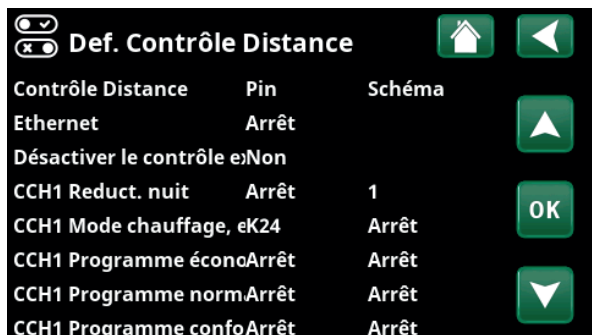 Def. Contrôle Distance
Contrôle Distance Pin Schéma
Ethernet Arrêt
Désactiver le contrôle ex Non
CCH1 Reduct. nuit Arrêt 1
CCH1 Mode chauffage, e K24 Arrêt
OK
CCH1 Programme écono Arrêt Arrêt
CCH1 Programme norm Arrêt Arrêt
CCH1 Programme confo Arrêt Arrêt